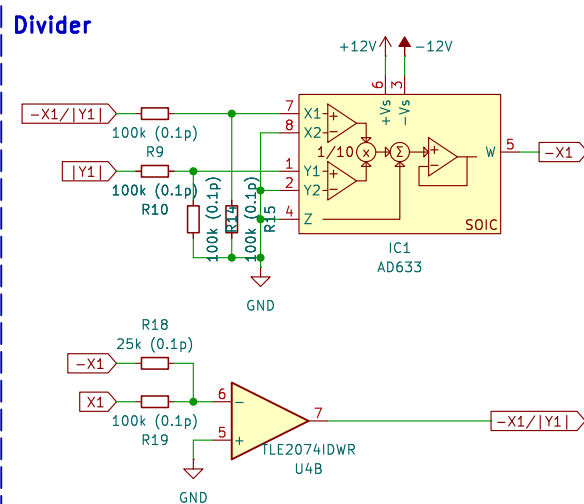 Divider
+12V
-12V
6
3
+Vs
-Vs
-X1/|Y1|
100k (0.1p)
R9
7
X1
8
X2
1/10
|Y1|
100k (0.1p)
R10
1
Y1
2
Y2
x
Σ
W
5
-X1
4
Z
SOIC
100k (0.1p)
R14
100k (0.1p)
R15
IC1
AD633
GND
R18
25k (0.1p)
-X1
X1
100k (0.1p)
R19
6
5
7
-X1/|Y1|
TLE2074IDWR
U4B
GND